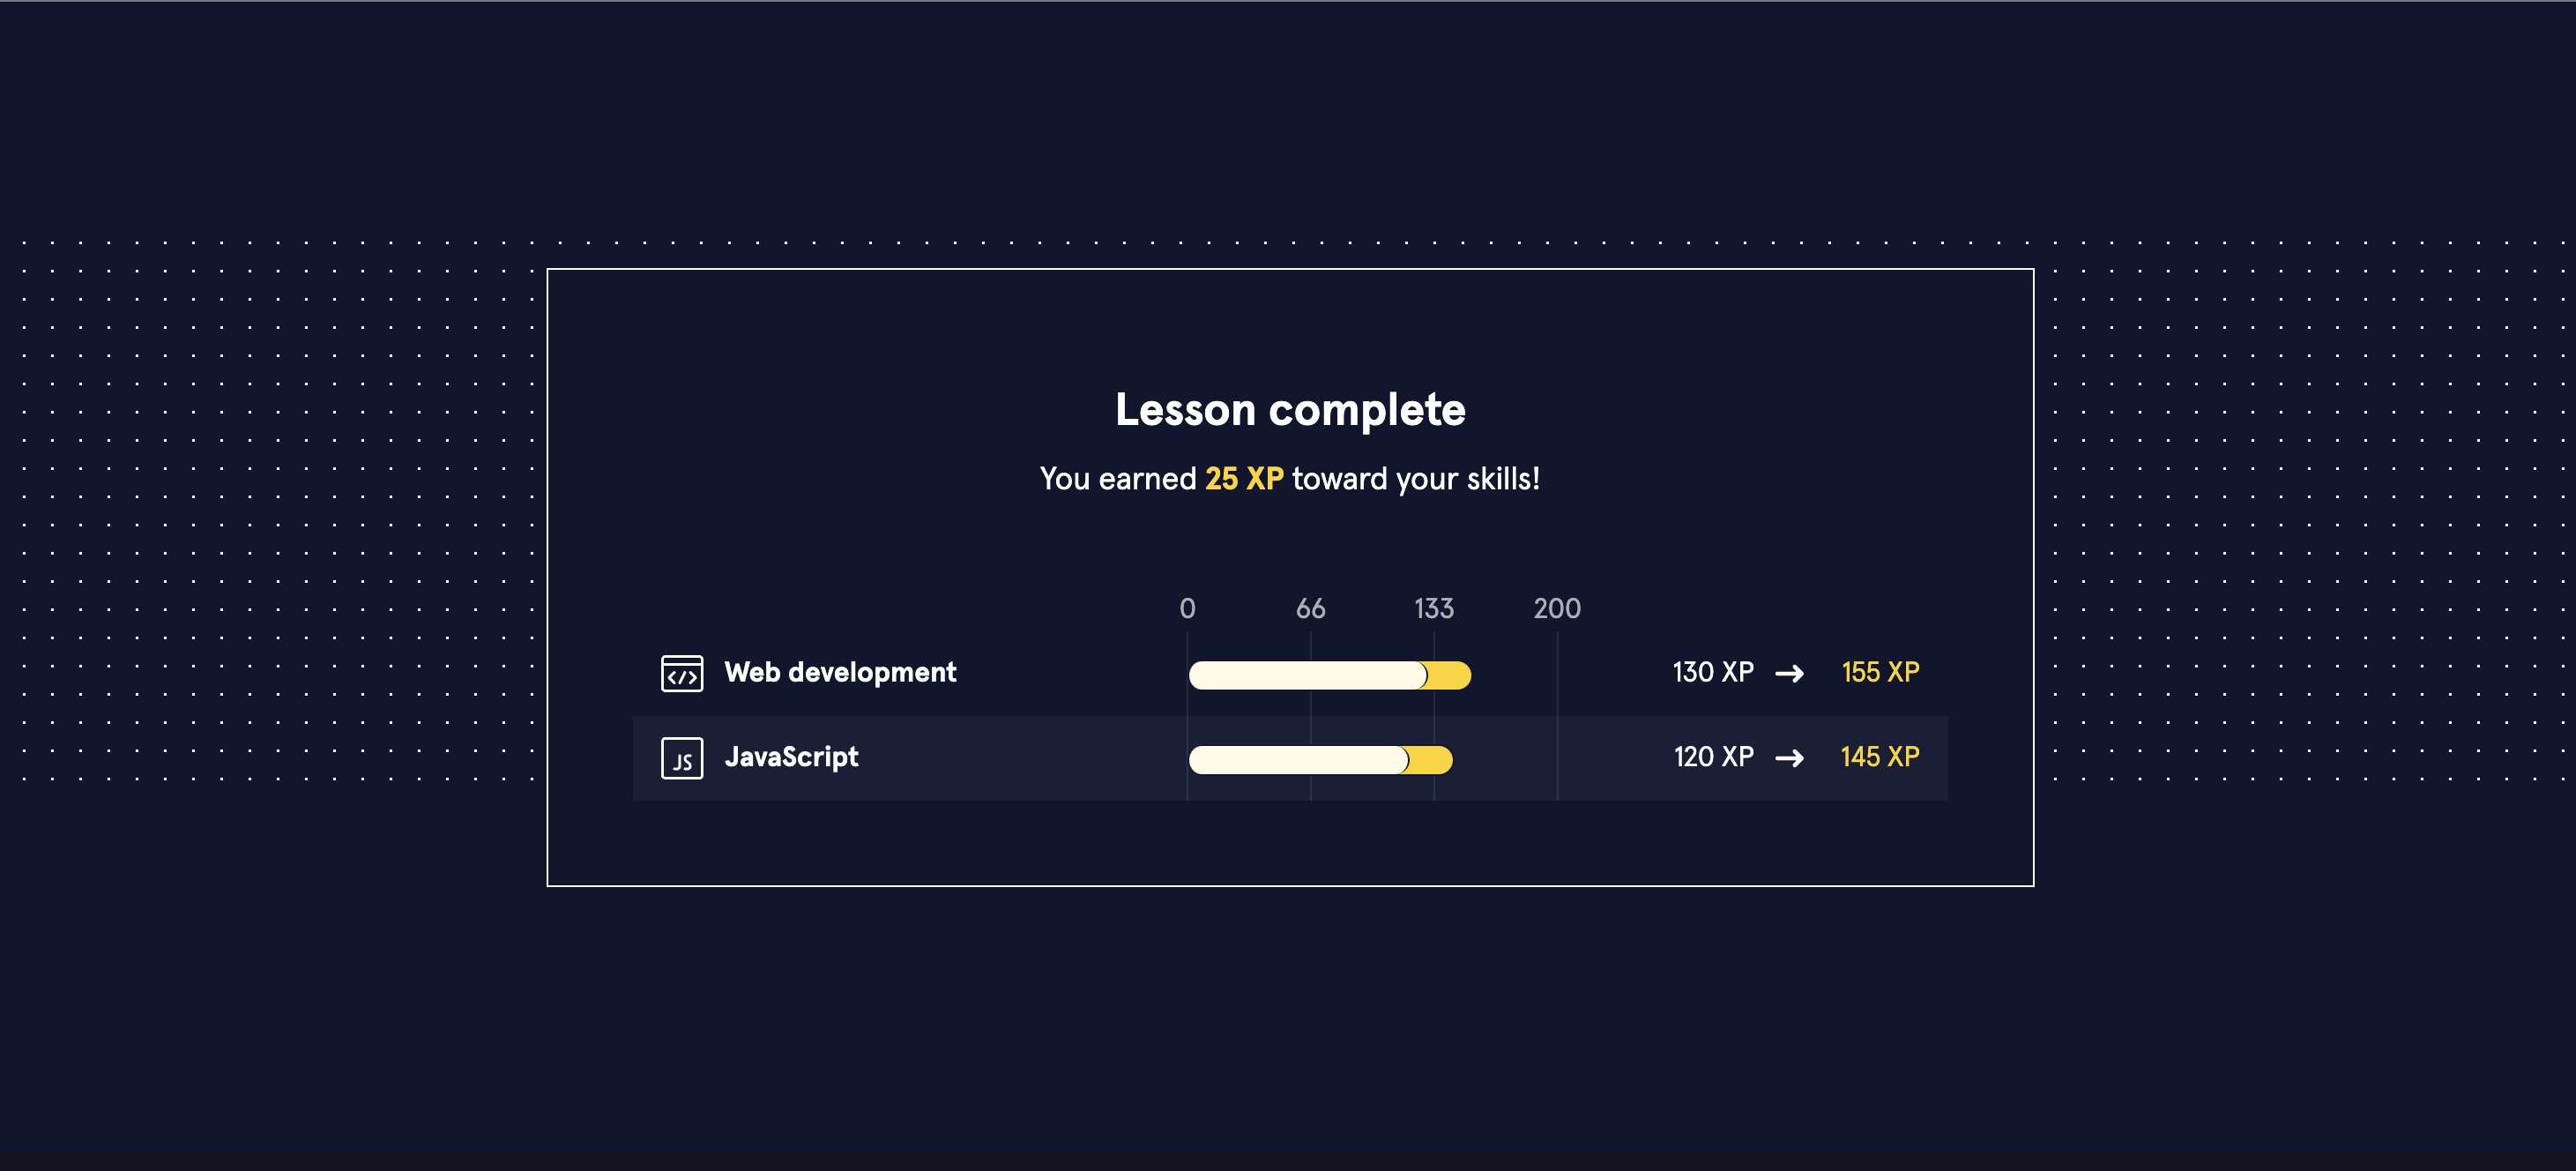 Lesson complete
You earned 25 XP toward your skills!
0 66 133 200
</> Web development 130 XP → 155 XP
JS JavaScript 120 XP → 145 XP